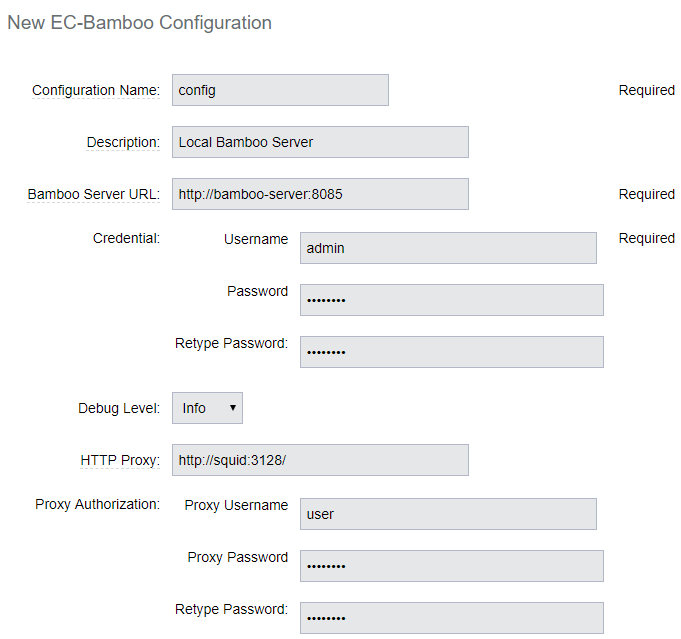 New EC-Bamboo Configuration
Configuration Name: config Required
Description: Local Bamboo Server
Bamboo Server URL: http://bamboo-server:8085 Required
Credential: Username admin Required
Password ••••••••
Retype Password: ••••••••
Debug Level: Info ▼
HTTP Proxy: http://squid:3128/
Proxy Authorization: Proxy Username user
Proxy Password ••••••••
Retype Password: ••••••••